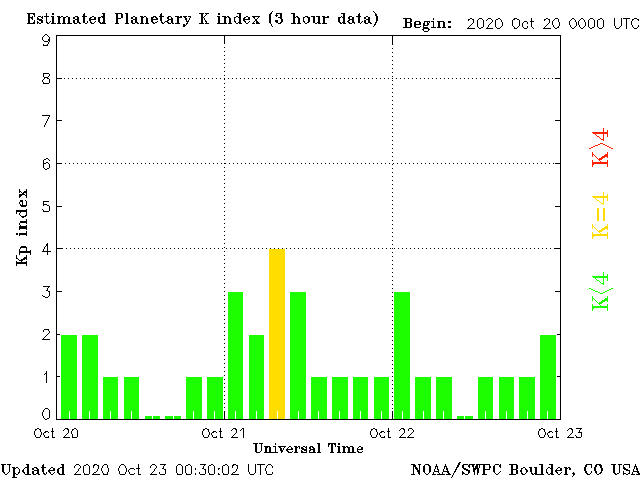 Estimated Planetary K index (3 hour data)
Begin: 2020 Oct 20 0000 UTC
9
8
7
6
5
4
3
2
1
0
Kp index
K>4
K=4
K<4
Oct 20
Oct 21
Oct 22
Oct 23
Universal Time
Updated 2020 Oct 23 00:30:02 UTC
NOAA/SWPC Boulder, CO USA